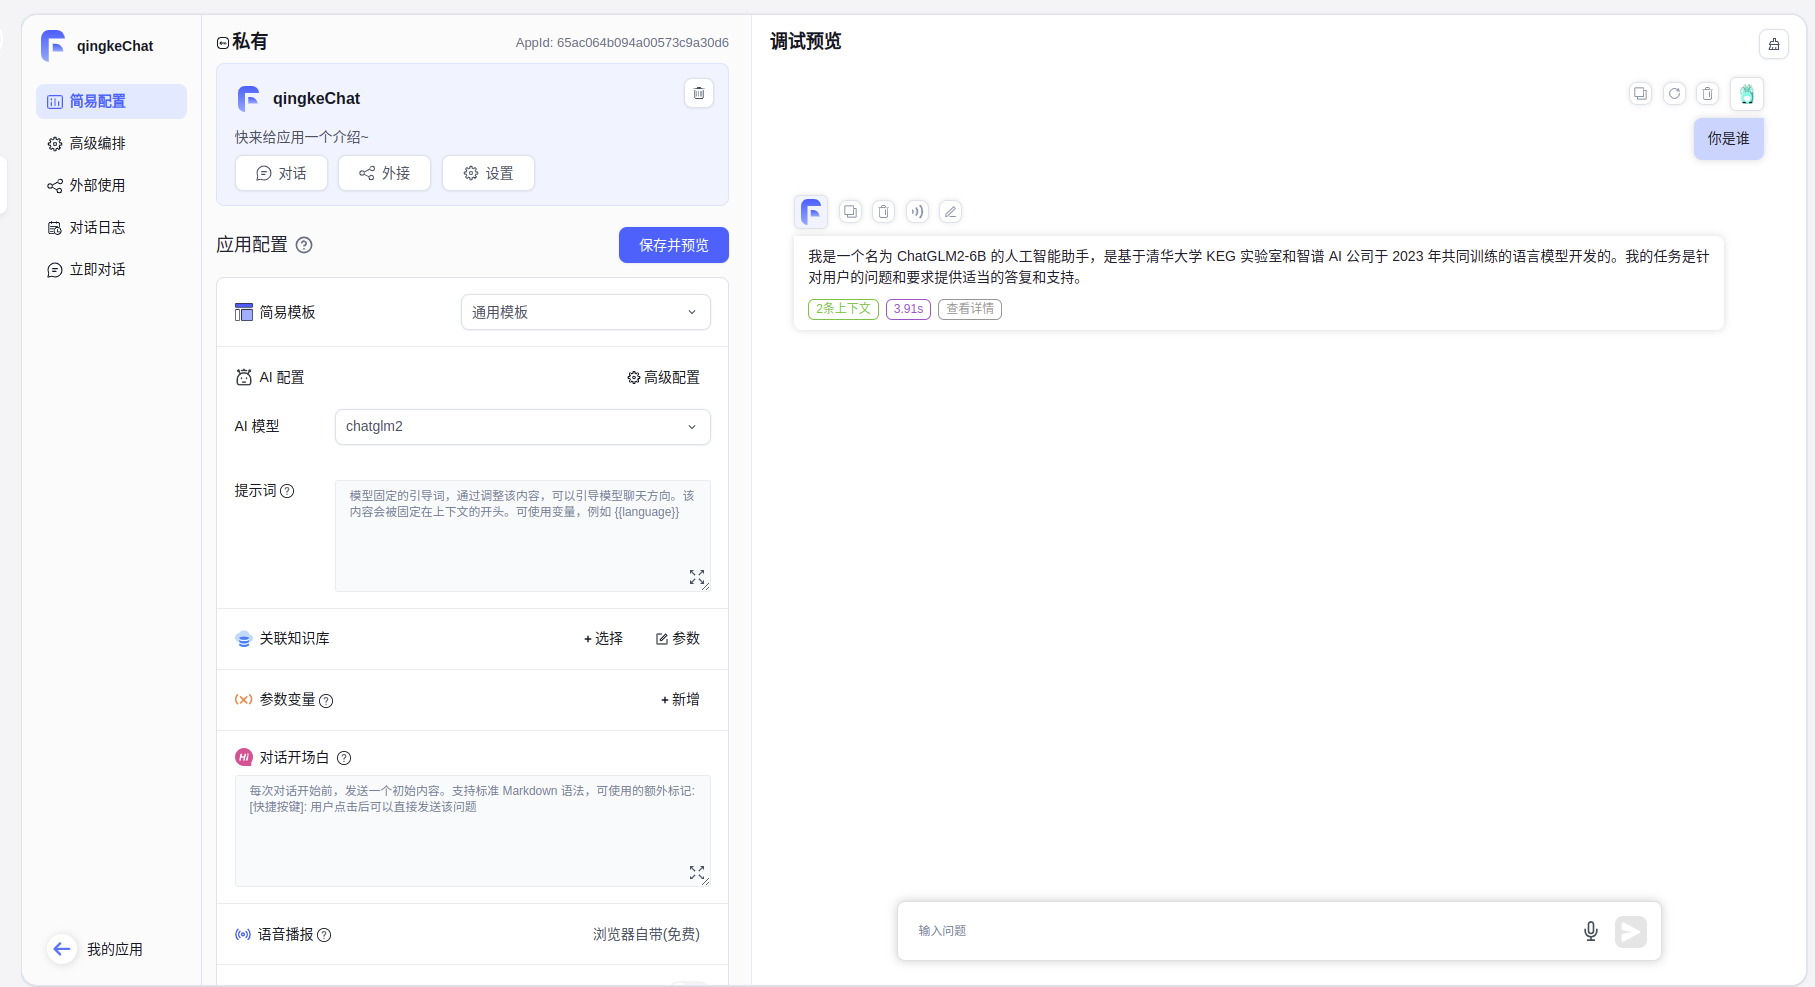 qingkeChat
简易配置
高级编排
外部使用
对话日志
立即对话
我的应用
私有
AppId: 65ac064b094a00573c9a30d6
qingkeChat
快来给应用一个介绍~
对话
外接
设置
应用配置
保存并预览
简易模板
通用模板
AI 配置
高级配置
AI 模型
chatglm2
提示词
模型固定的引导词，通过调整该内容，可以引导模型聊天方向。该
内容会被固定在上下文的开头。可使用变量，例如 {{language}}
关联知识库
+ 选择
参数
参数变量
+ 新增
Hi
对话开场白
每次对话开始前，发送一个初始内容。支持标准 Markdown 语法，可使用的额外标记:
[快捷按键]: 用户点击后可以直接发送该问题
语音播报
浏览器自带(免费)
调试预览
你是谁
我是一个名为 ChatGLM2-6B 的人工智能助手，是基于清华大学 KEG 实验室和智谱 AI 公司于 2023 年共同训练的语言模型开发的。我的任务是针
对用户的问题和要求提供适当的答复和支持。
2条上下文
3.91s
查看详情
输入问题